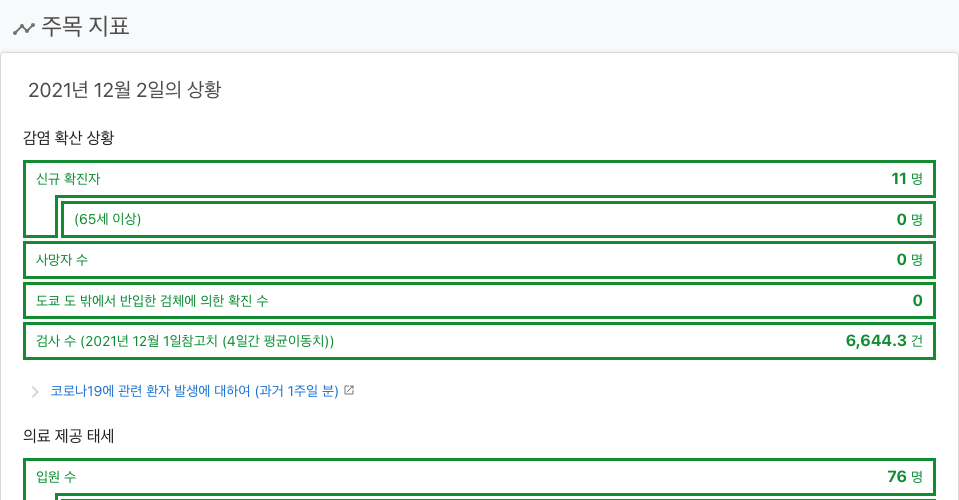 주목 지표
2021년 12월 2일의 상황
감염 확산 상황
신규 확진자 11 명
(65세 이상) 0 명
사망자 수 0 명
도쿄 도 밖에서 반입한 검체에 의한 확진 수 0
검사 수 (2021년 12월 1일참고치 (4일간 평균이동치)) 6,644.3 건
코로나19에 관련 환자 발생에 대하여 (과거 1주일 분)
의료 제공 태세
입원 수 76 명